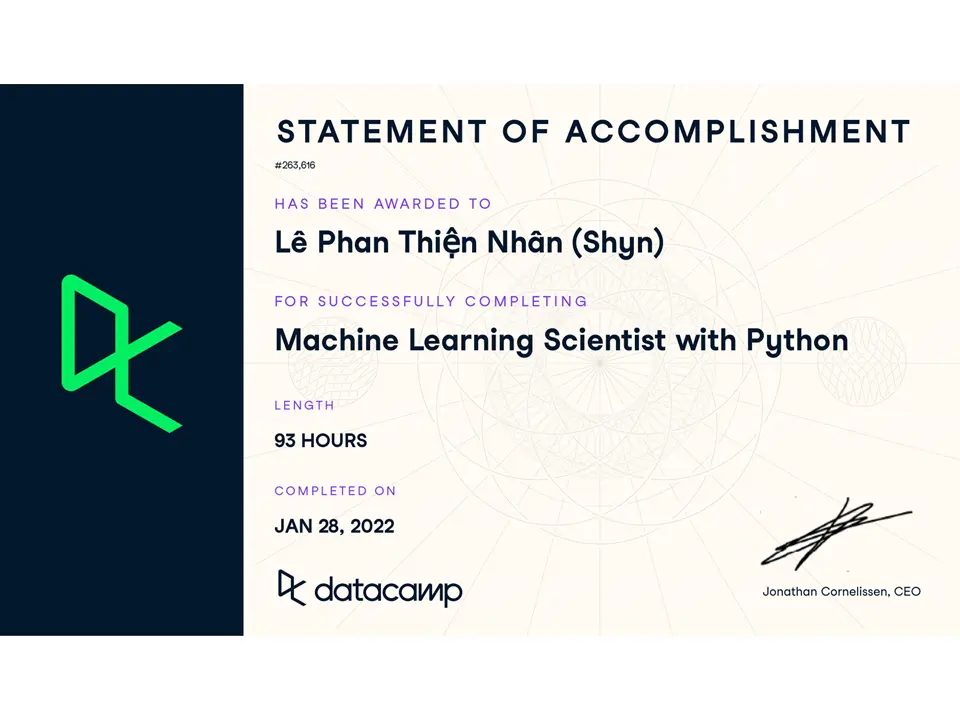 STATEMENT OF ACCOMPLISHMENT
#263,616
HAS BEEN AWARDED TO
Lê Phan Thiện Nhân (Shyn)
FOR SUCCESSFULLY COMPLETING
Machine Learning Scientist with Python
LENGTH
93 HOURS
COMPLETED ON
JAN 28, 2022
datacamp
Jonathan Cornelissen, CEO